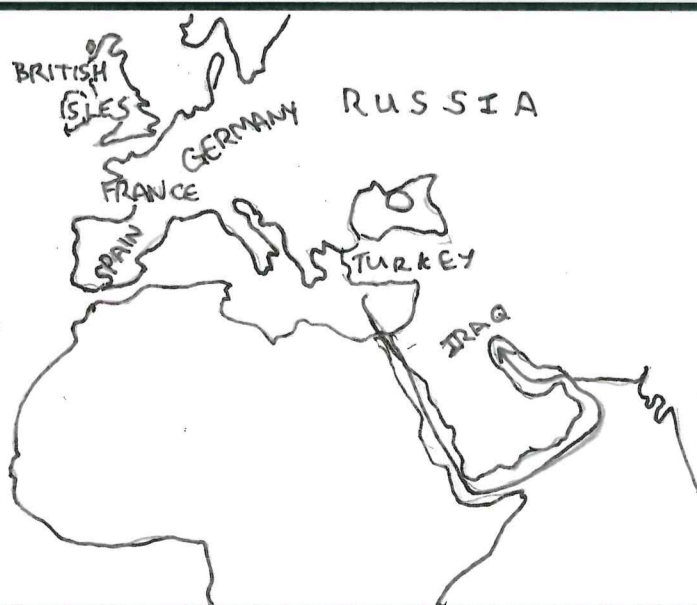 BRITISH
ISLES
RUSSIA
GERMANY
FRANCE
SPAIN
TURKEY
IRAQ